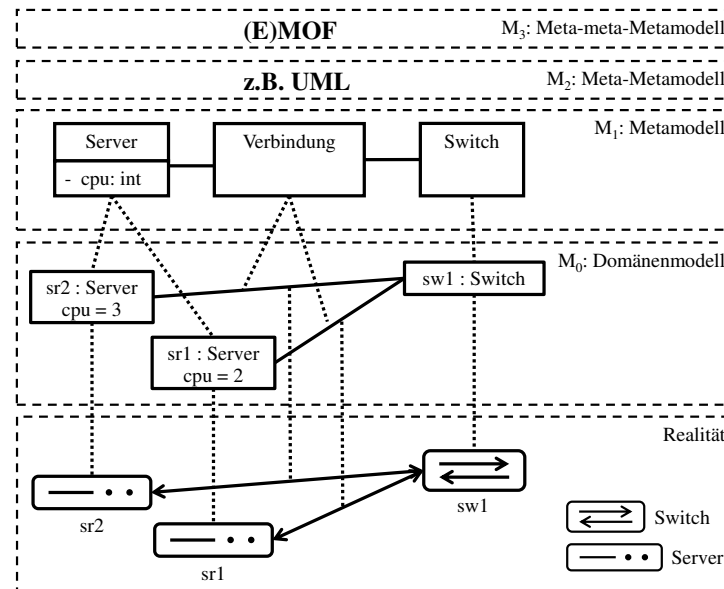 (E)MOF
M3: Meta-meta-Metamodell
z.B. UML
M2: Meta-Metamodell
M1: Metamodell
Server
- cpu: int
Verbindung
Switch
M0: Domänenmodell
sr2 : Server
cpu = 3
sw1 : Switch
sr1 : Server
cpu = 2
Realität
sr2
sw1
sr1
Switch
Server